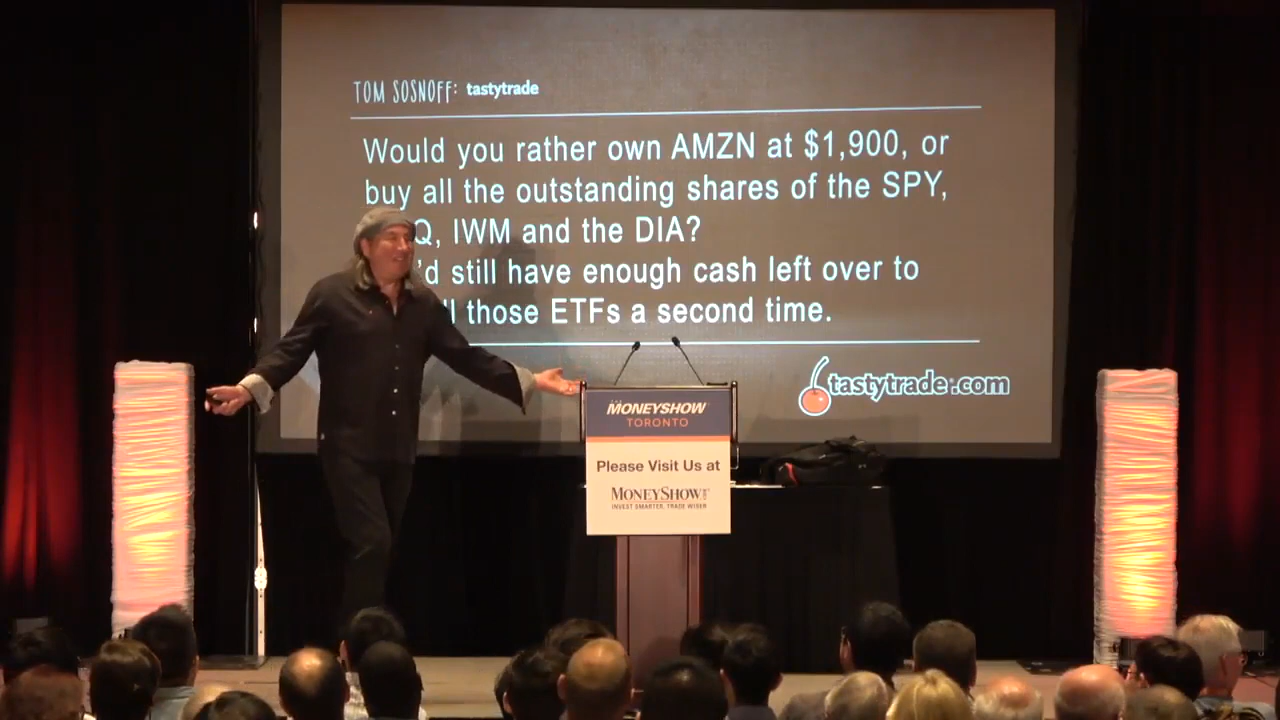 TOM SOSNOFF: tastytrade
Would you rather own AMZN at $1,900, or
buy all the outstanding shares of the SPY,
Q, IWM and the DIA?
'd still have enough cash left over to
those ETFs a second time.
tastytrade.com
THE MONEYSHOW
TORONTO
Please Visit Us at
MONEYSHOW.COM
INVEST SMARTER, TRADE WISER